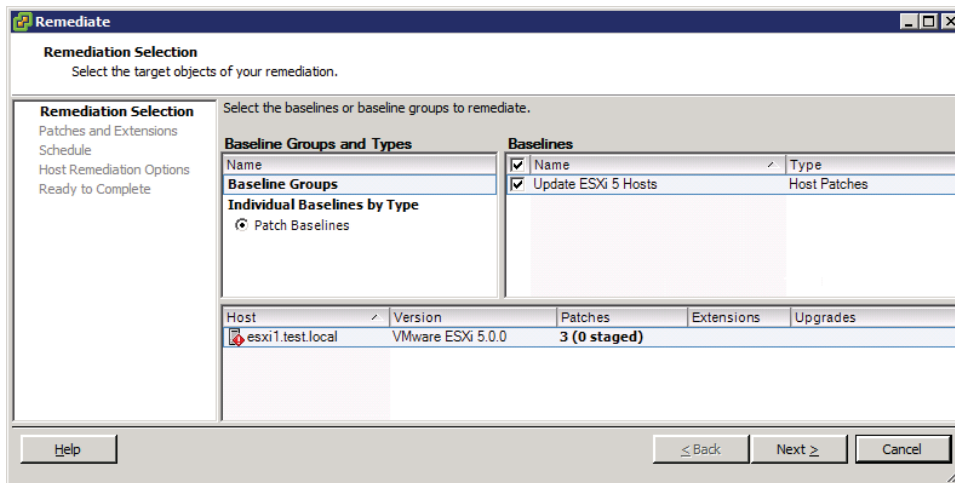 Remediate
Remediation Selection
Select the target objects of your remediation.
Remediation Selection
Patches and Extensions
Schedule
Host Remediation Options
Ready to Complete
Select the baselines or baseline groups to remediate.
Baseline Groups and Types
Name
Baseline Groups
Individual Baselines by Type
Patch Baselines
Baselines
Name Type
Update ESXi 5 Hosts Host Patches
Host Version Patches Extensions Upgrades
esxi1.test.local VMware ESXi 5.0.0 3 (0 staged)
Help < Back Next > Cancel